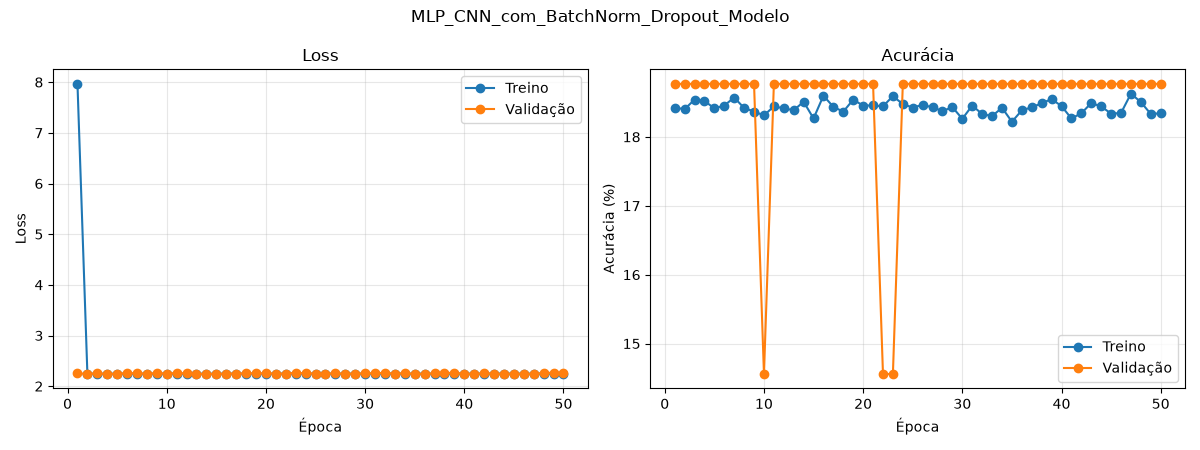 MLP_CNN_com_BatchNorm_Dropout_Modelo
Loss
8
7
6
5
4
3
2
Loss
0
10
20
30
40
50
Época
Treino
Validação
Acurácia
18
17
16
15
Acurácia (%)
0
10
20
30
40
50
Época
Treino
Validação